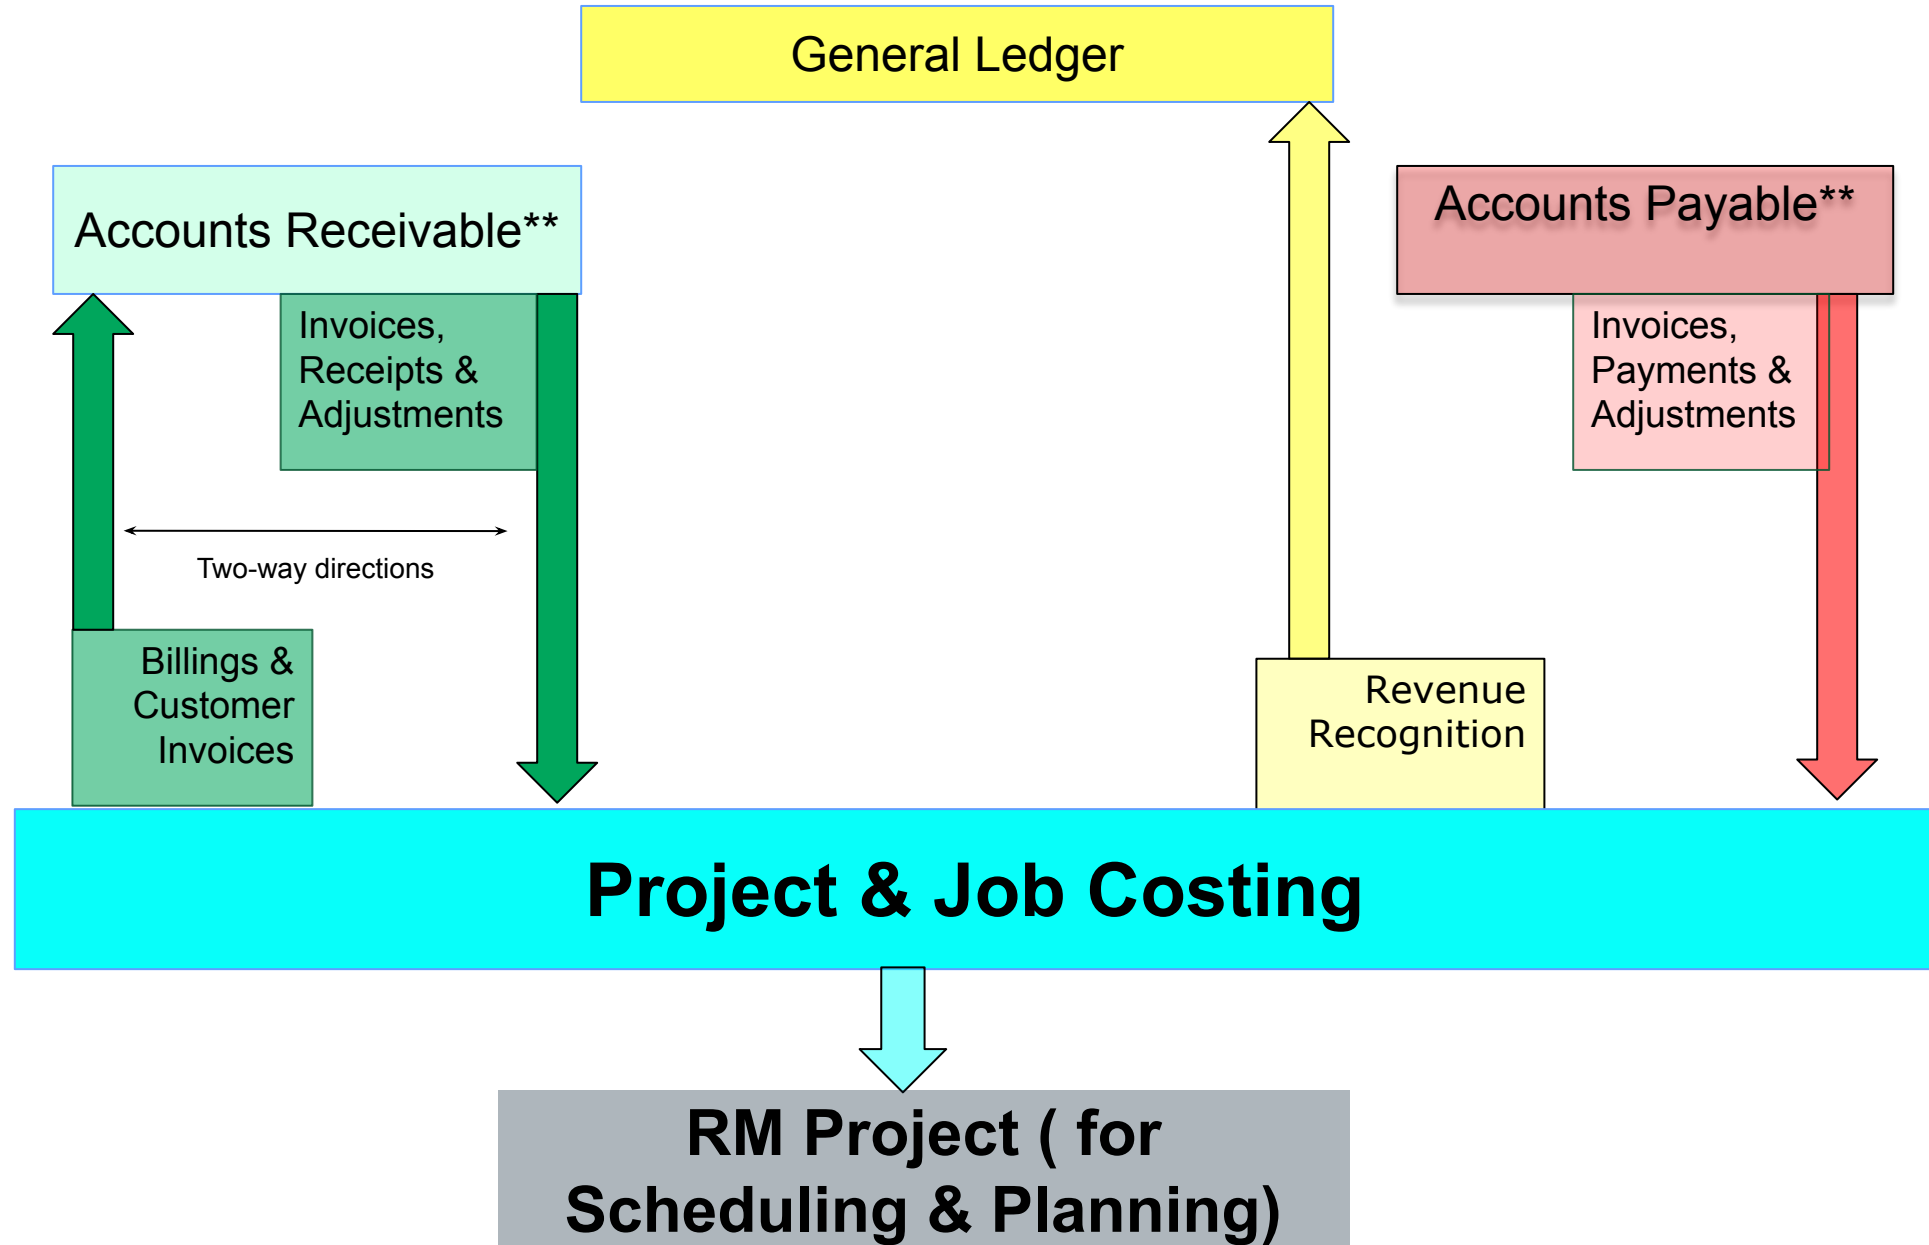 General Ledger
Accounts Receivable**
Accounts Payable**
Invoices,
Receipts &
Adjustments
Invoices,
Payments &
Adjustments
Two-way directions
Billings &
Customer
Invoices
Revenue
Recognition
Project & Job Costing
RM Project ( for
Scheduling & Planning)